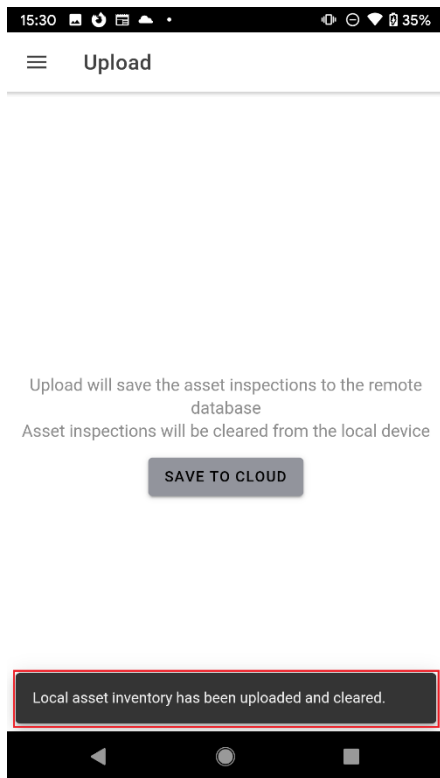 15:30 35%
Upload
Upload will save the asset inspections to the remote
database
Asset inspections will be cleared from the local device
SAVE TO CLOUD
Local asset inventory has been uploaded and cleared.